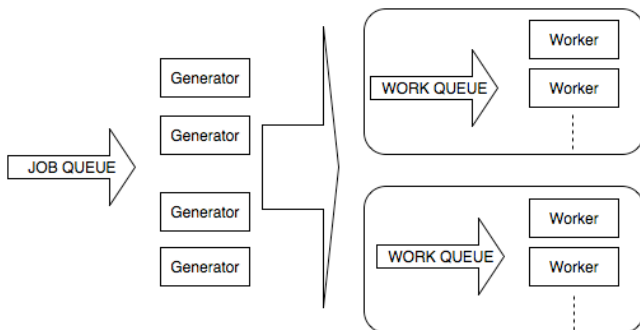 JOB QUEUE
Generator
Generator
Generator
Generator
WORK QUEUE
Worker
Worker
WORK QUEUE
Worker
Worker